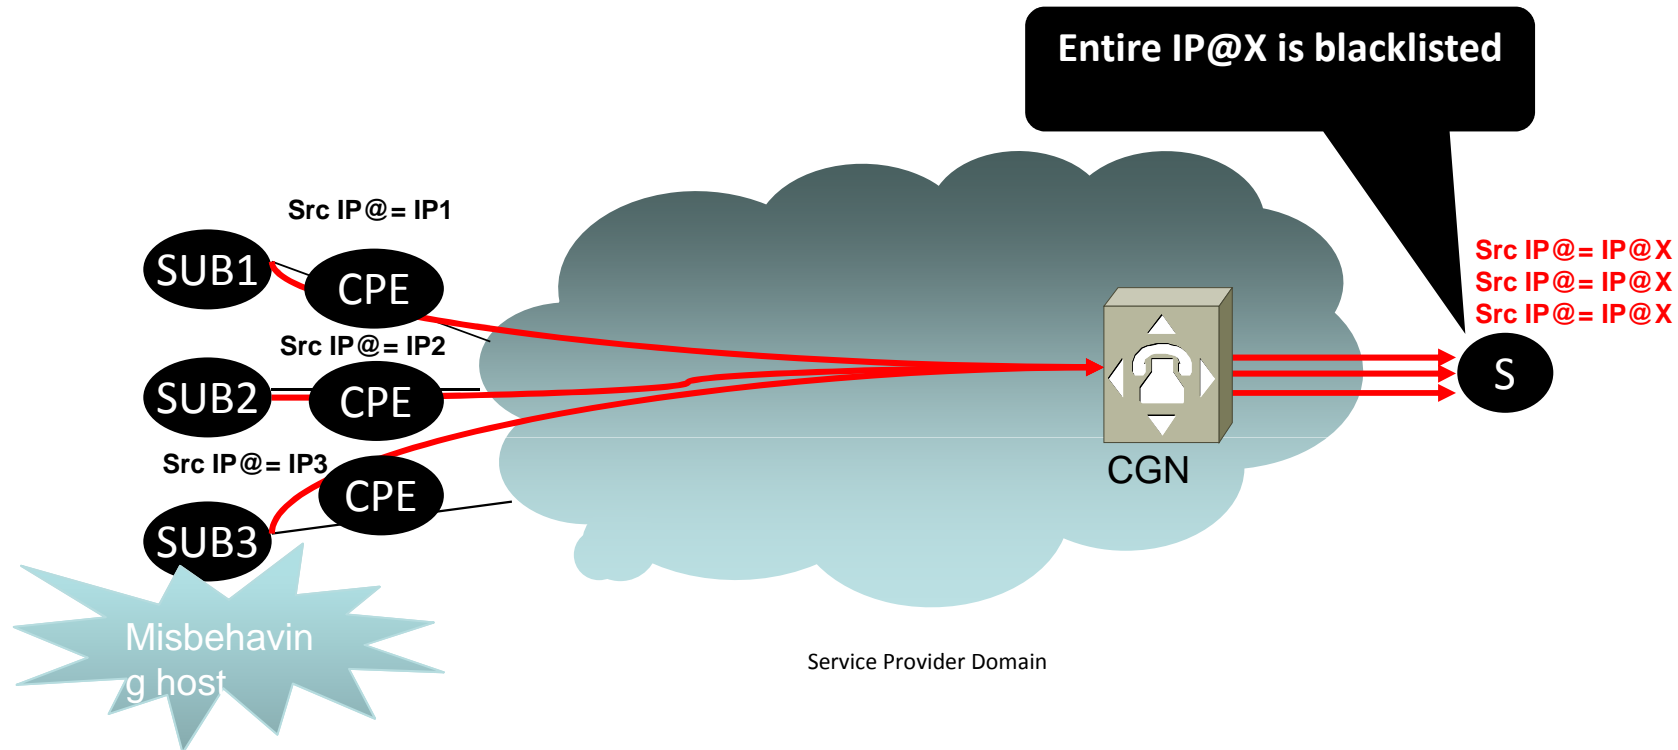 Entire IP@X is blacklisted
Src IP@= IP1
SUB1
CPE
Src IP@= IP@X
Src IP@= IP@X
Src IP@= IP@X
Src IP@= IP2
SUB2
CPE
S
Src IP@= IP3
CPE
CGN
SUB3
Misbehavin
g host
Service Provider Domain